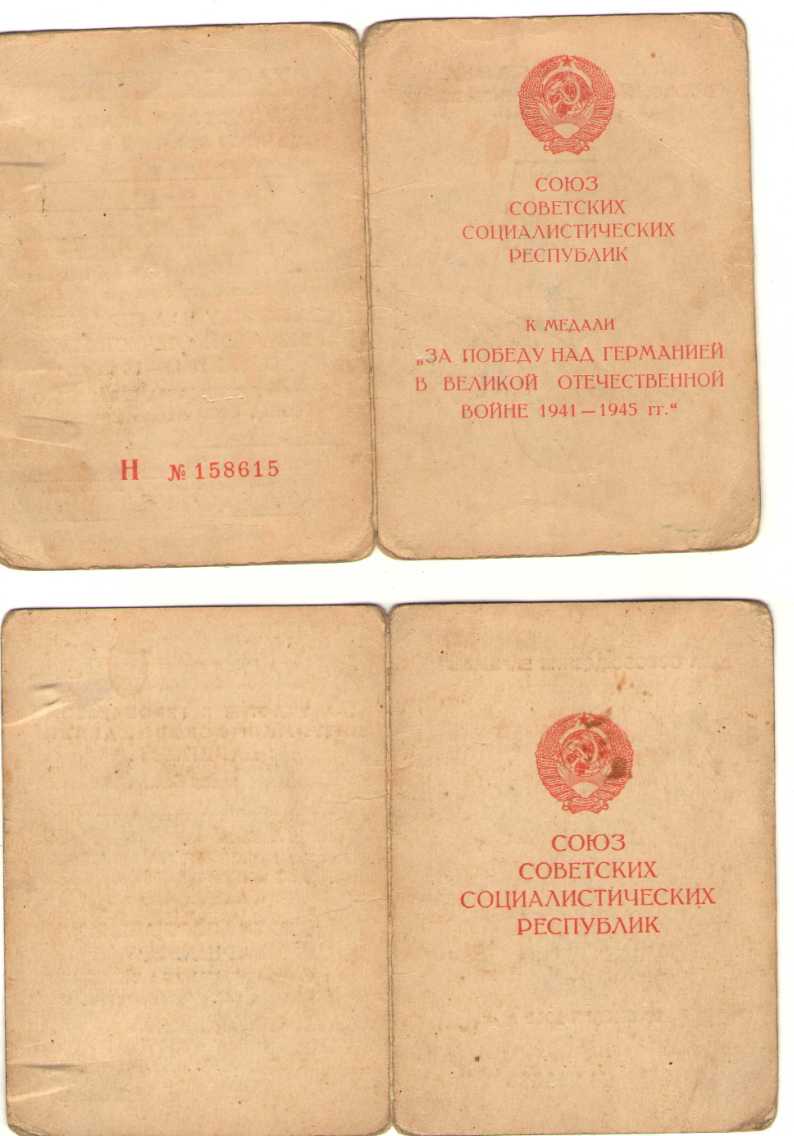 СОЮЗ
СОВЕТСКИХ
СОЦИАЛИСТИЧЕСКИХ
РЕСПУБЛИК
К МЕДАЛИ
„ЗА ПОБЕДУ НАД ГЕРМАНИЕЙ
В ВЕЛИКОЙ ОТЕЧЕСТВЕННОЙ
ВОЙНЕ 1941—1945 гг.“
Н № 158615
СОЮЗ
СОВЕТСКИХ
СОЦИАЛИСТИЧЕСКИХ
РЕСПУБЛИК